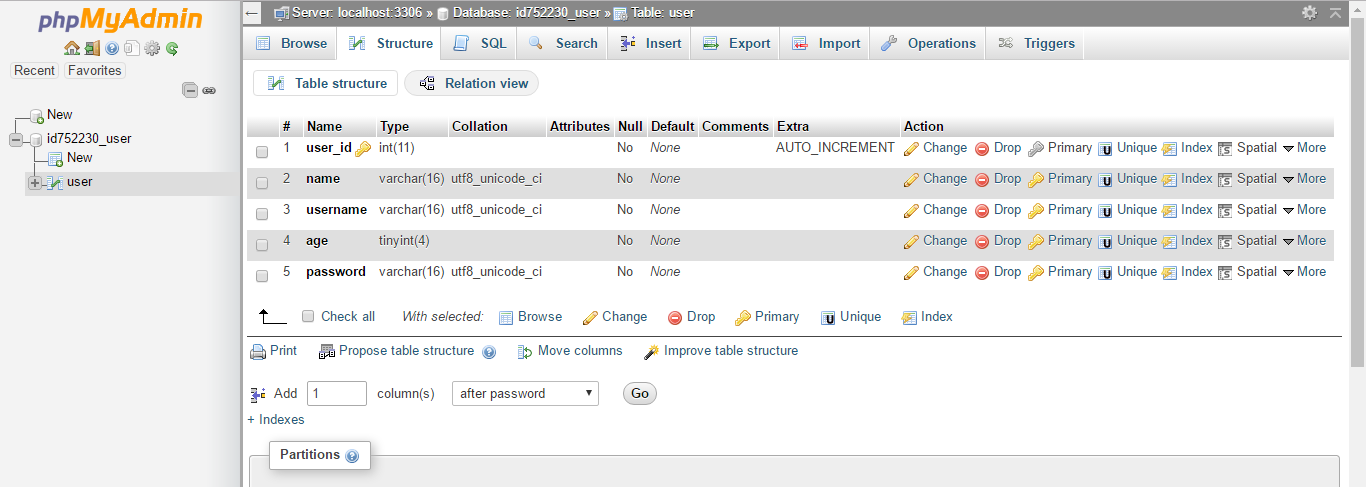 phpMyAdmin
Recent Favorites
New
id752230_user
New
user
Server: localhost:3306 » Database: id752230_user » Table: user
Browse Structure SQL Search Insert Export Import Operations Triggers
Table structure Relation view
# Name Type Collation Attributes Null Default Comments Extra Action
1 user_id int(11) No None AUTO_INCREMENT Change Drop Primary Unique Index Spatial More
2 name varchar(16) utf8_unicode_ci No None Change Drop Primary Unique Index Spatial More
3 username varchar(16) utf8_unicode_ci No None Change Drop Primary Unique Index Spatial More
4 age tinyint(4) No None Change Drop Primary Unique Index Spatial More
5 password varchar(16) utf8_unicode_ci No None Change Drop Primary Unique Index Spatial More
Check all With selected: Browse Change Drop Primary Unique Index
Print Propose table structure Move columns Improve table structure
Add 1 column(s) after password Go
+ Indexes
Partitions